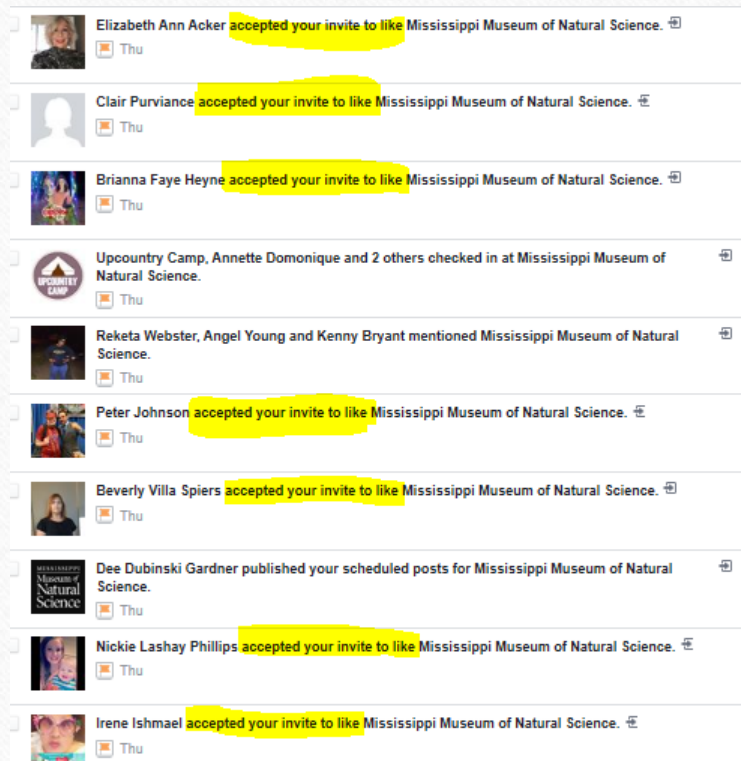 Elizabeth Ann Acker accepted your invite to like Mississippi Museum of Natural Science.
Thu
Clair Purviance accepted your invite to like Mississippi Museum of Natural Science.
Thu
Brianna Faye Heyne accepted your invite to like Mississippi Museum of Natural Science.
Thu
UPCOUNTRY
CAMP
Upcountry Camp, Annette Domonique and 2 others checked in at Mississippi Museum of
Natural Science.
Thu
Reketa Webster, Angel Young and Kenny Bryant mentioned Mississippi Museum of Natural
Science.
Thu
Peter Johnson accepted your invite to like Mississippi Museum of Natural Science.
Thu
Beverly Villa Spiers accepted your invite to like Mississippi Museum of Natural Science.
Thu
MISSISSIPPI
Museum of
Natural
Science
Dee Dubinski Gardner published your scheduled posts for Mississippi Museum of Natural
Science.
Thu
Nickie Lashay Phillips accepted your invite to like Mississippi Museum of Natural Science.
Thu
Irene Ishmael accepted your invite to like Mississippi Museum of Natural Science.
Thu